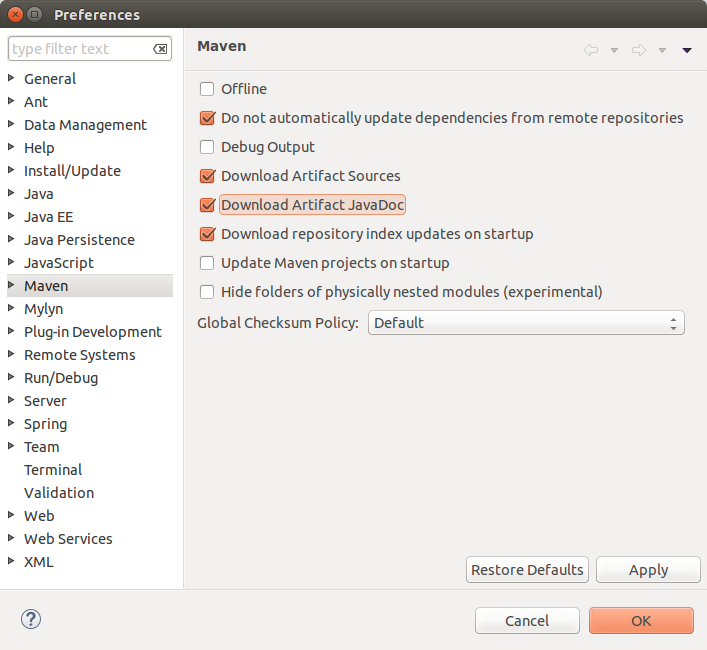 Preferences
type filter text
General
Ant
Data Management
Help
Install/Update
Java
Java EE
Java Persistence
JavaScript
Maven
Mylyn
Plug-in Development
Remote Systems
Run/Debug
Server
Spring
Team
Terminal
Validation
Web
Web Services
XML
Maven
Offline
Do not automatically update dependencies from remote repositories
Debug Output
Download Artifact Sources
Download Artifact JavaDoc
Download repository index updates on startup
Update Maven projects on startup
Hide folders of physically nested modules (experimental)
Global Checksum Policy: Default
Restore Defaults Apply
? Cancel OK